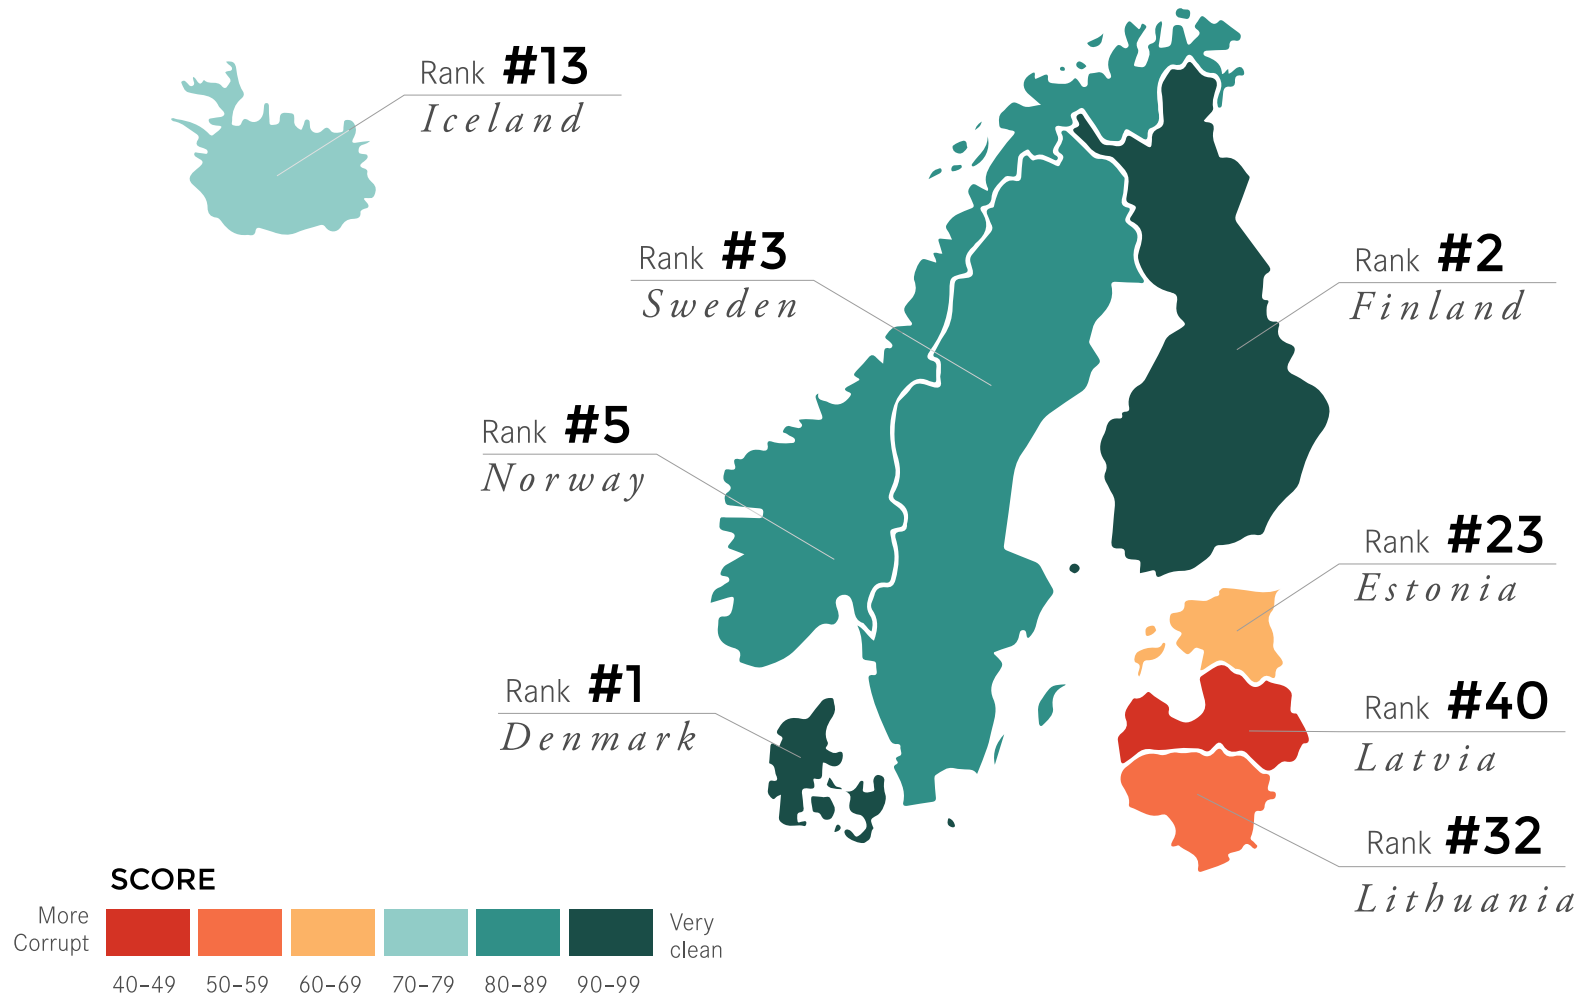 Rank #13
Iceland
Rank #3
Sweden
Rank #2
Finland
Rank #5
Norway
Rank #23
Estonia
Rank #1
Denmark
Rank #40
Latvia
Rank #32
Lithuania
SCORE
More
Corrupt
Very
clean
40-49 50-59 60-69 70-79 80-89 90-99